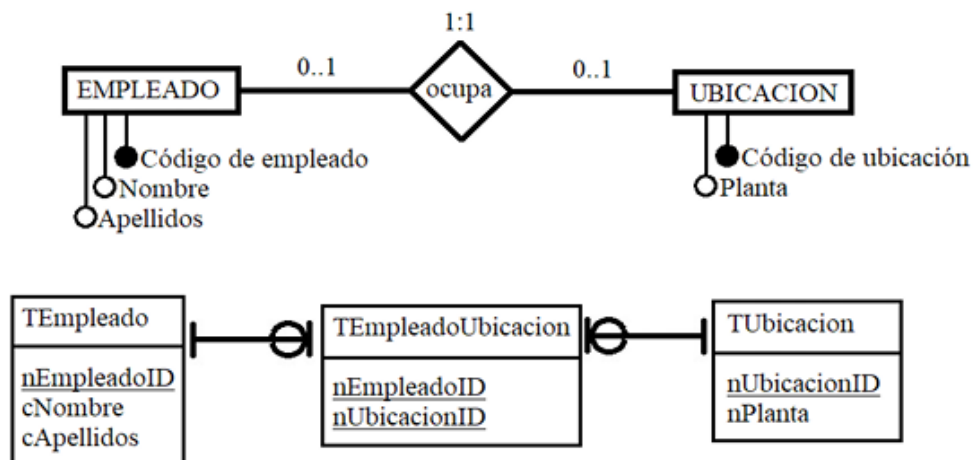 1:1
0..1
0..1
EMPLEADO
ocupa
UBICACION
Código de empleado
Nombre
Apellidos
Código de ubicación
Planta
TEmpleado
nEmpleadoID
cNombre
cApellidos
TEmpleadoUbicacion
nEmpleadoID
nUbicacionID
TUbicacion
nUbicacionID
nPlanta